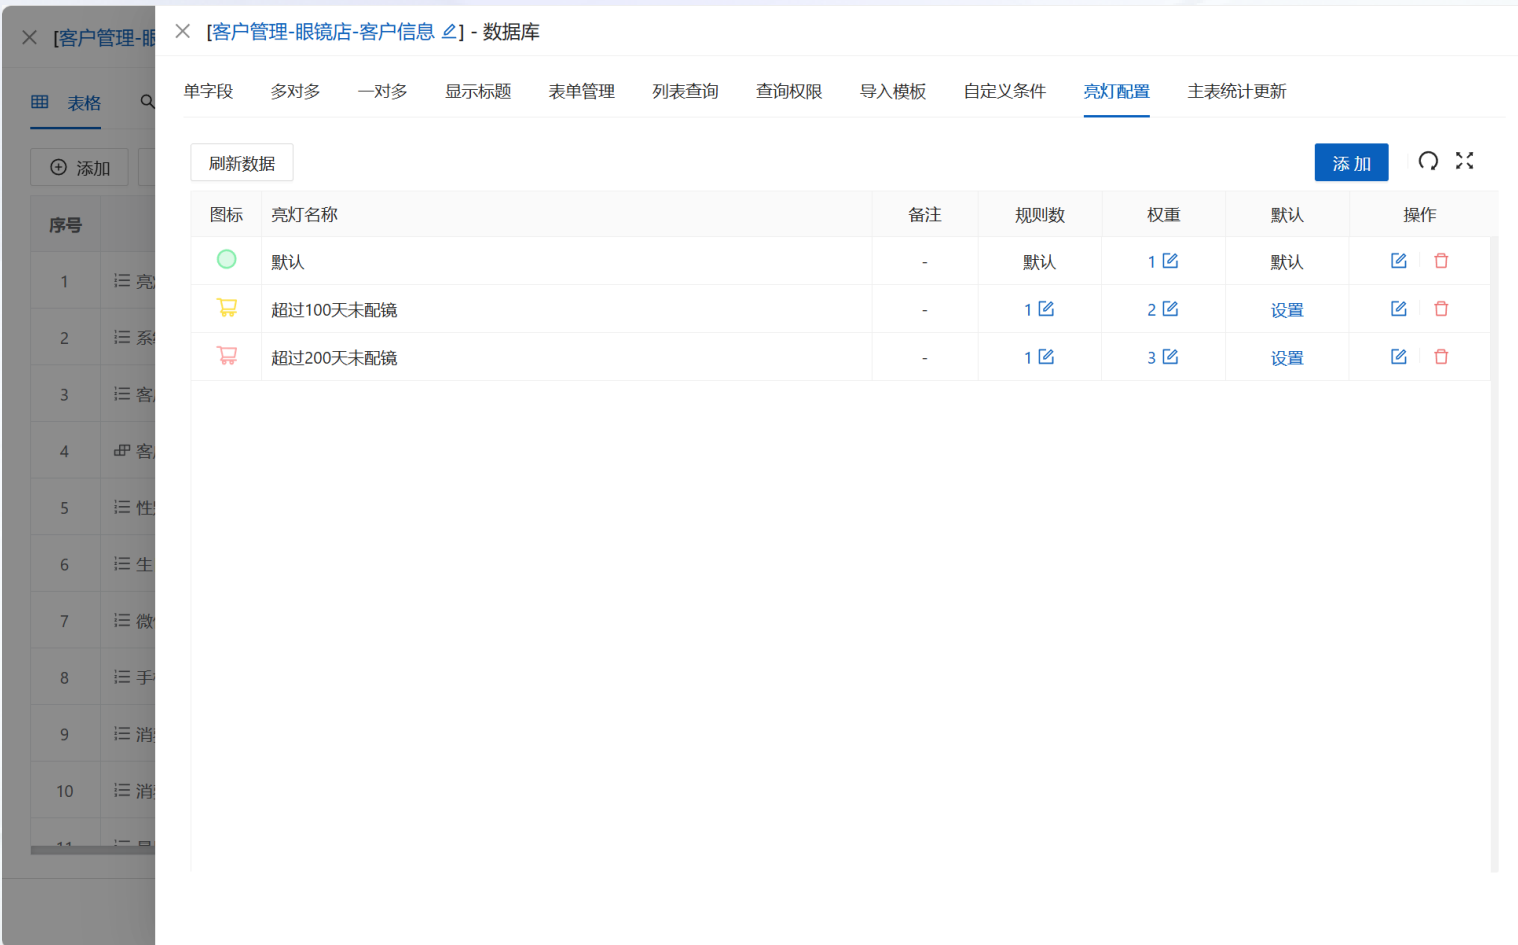 [客户管理-眼
[客户管理-眼镜店-客户信息] - 数据库
表格
单字段 多对多 一对多 显示标题 表单管理 列表查询 查询权限 导入模板 自定义条件 亮灯配置 主表统计更新
添加
刷新数据 添加
序号
图标 亮灯名称 备注 规则数 权重 默认 操作
默认 - 默认 1 默认
超过100天未配镜 - 1 2 设置
超过200天未配镜 - 1 3 设置
1 亮
2 系
3 客
4 客
5 性
6 生
7 微
8 手
9 消
10 消
11